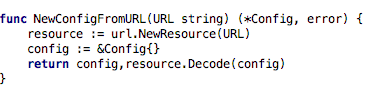 func NewConfigFromURL(URL string) (*Config, error) {
    resource := url.NewResource(URL)
    config := &Config{}
    return config,resource.Decode(config)
}